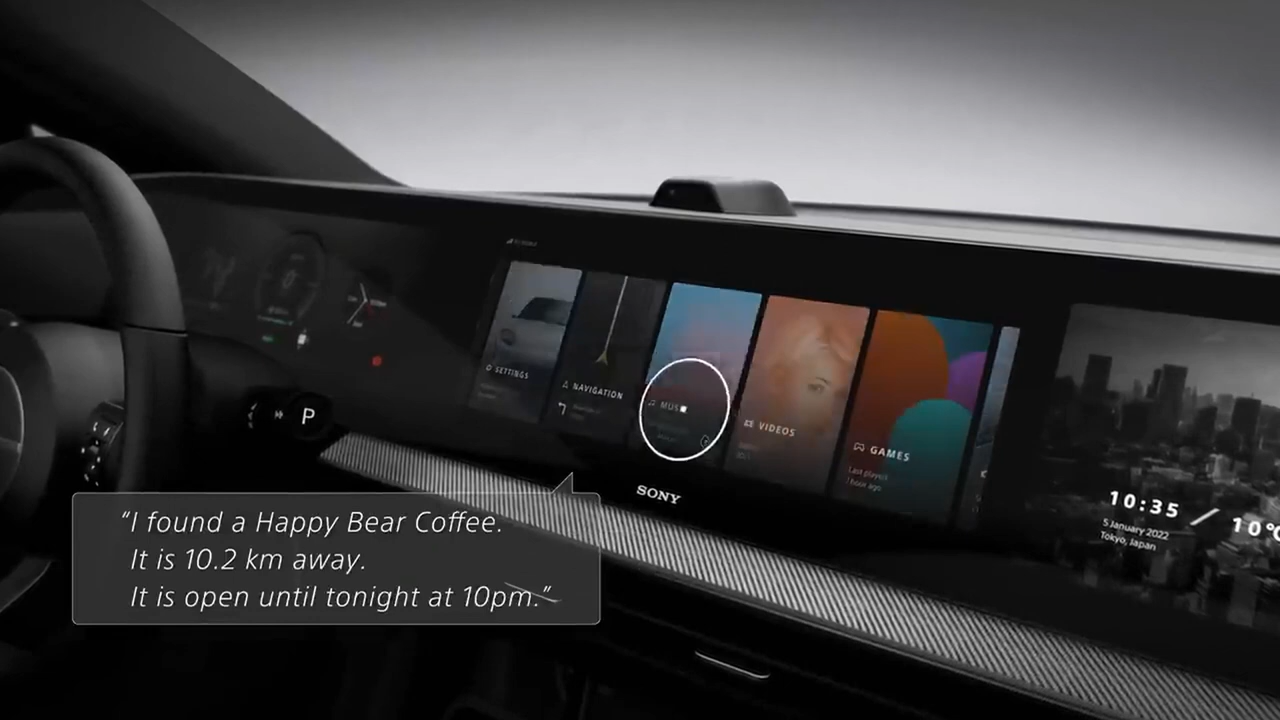 SETTINGS
NAVIGATION
MUS
VIDEOS
GAMES
Last played
1 hour ago
P
SONY
10:35
10°C
5 January 2022
Tokyo, Japan
“I found a Happy Bear Coffee.
It is 10.2 km away.
It is open until tonight at 10pm.”